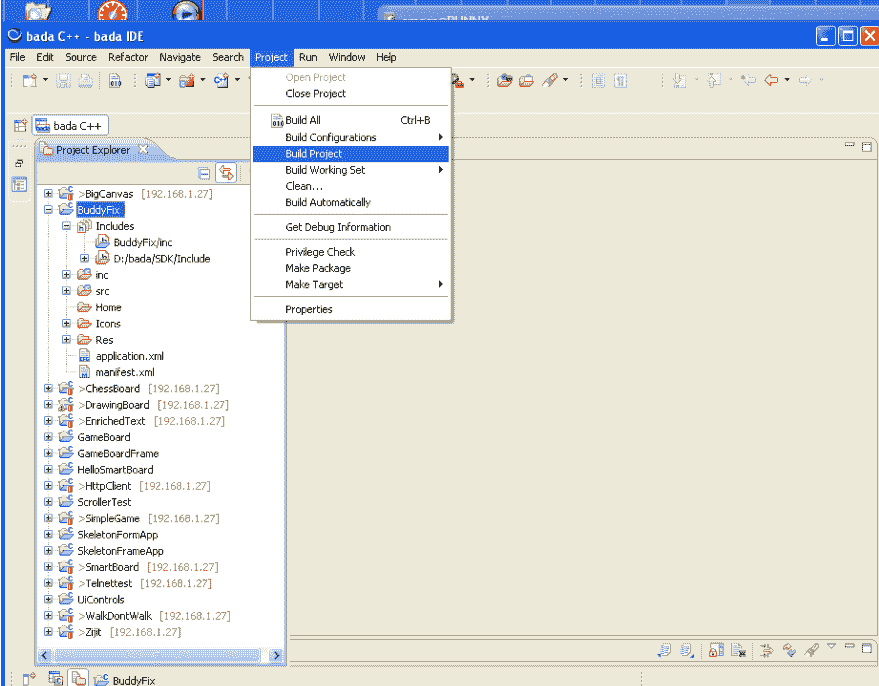 bada C++ - bada IDE
File Edit Source Refactor Navigate Search Project Run Window Help
Open Project
Close Project
Build All Ctrl+B
Build Configurations
Build Project
Build Working Set
Clean...
Build Automatically
Get Debug Information
Privilege Check
Make Package
Make Target
Properties
bada C++
Project Explorer
>BigCanvas [192.168.1.27]
BuddyFix
Includes
BuddyFix/inc
D:/bada/SDK/Include
inc
src
Home
Icons
Res
application.xml
manifest.xml
>ChessBoard [192.168.1.27]
>DrawingBoard [192.168.1.27]
>EnrichedText [192.168.1.27]
GameBoard
GameBoardFrame
HelloSmartBoard
>HttpClient [192.168.1.27]
ScrollerTest
>SimpleGame [192.168.1.27]
SkeletonFormApp
SkeletonFrameApp
>SmartBoard [192.168.1.27]
>Telnettest [192.168.1.27]
UiControls
>WalkDontWalk [192.168.1.27]
>Zijit [192.168.1.27]
BuddyFix